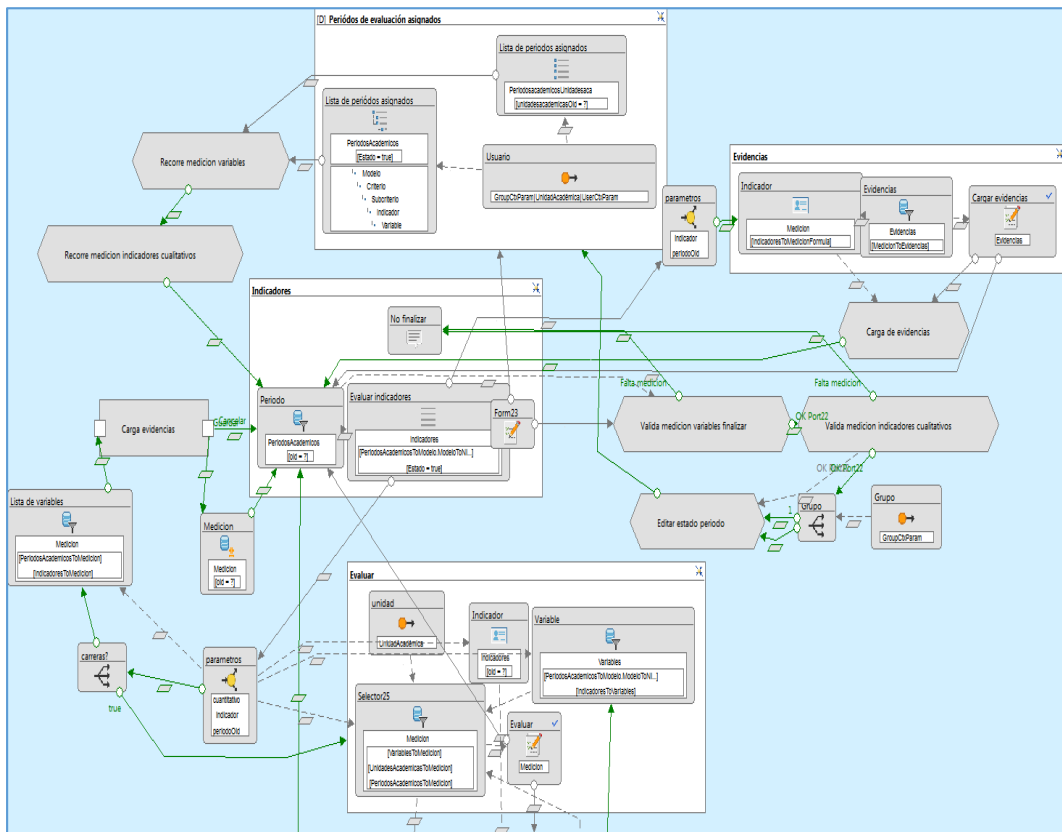 [D] Periódos de evaluación asignados
Lista de periodos asignados
PeriodosacademicosUnidadesaca
[unidadesacademicasOid = ?]
Lista de periódos asignados
PeriodosAcademicos
[Estado = true]
Modelo
Criterio
Subcriterio
Indicador
Variable
Usuario
GroupCtxParam|UnidadAcadémica|UserCtxParam
Recorre medicion variables
Recorre medicion indicadores cualitativos
parametros
Indicador
periodoOid
Evidencias
Indicador
Medicion
[IndicadoresToMedicionFormula]
Evidencias
Evidencias
[MedicionToEvidencias]
Cargar evidencias
Evidencias
Carga de evidencias
Indicadores
No finalizar
Periodo
PeriodosAcademicos
[oid = ?]
Evaluar indicadores
Indicadores
[PeriodosAcademicosToModelo.ModeloToNI...]
[Estado = true]
Form23
Falta medicion
Falta medicion
Valida medicion variables finalizar
OK Port22
Valida medicion indicadores cualitativos
Cancelar
Carga evidencias
Lista de variables
Medicion
[PeriodosAcademicosToMedicion]
[IndicadoresToMedicion]
Medicion
Medicion
[oid = ?]
Editar estado periodo
1
Grupo
Grupo
GroupCtxParam
carreras?
true
parametros
cuantitativo
Indicador
periodoOid
Evaluar
unidad
UnidadAcadémica
Indicador
Indicadores
[oid = ?]
Variable
Variables
[PeriodosAcademicosToModelo.ModeloToNI...]
[IndicadoresToVariables]
Selector25
Medicion
[VariablesToMedicion]
[UnidadesAcademicasToMedicion]
[PeriodosAcademicosToMedicion]
Evaluar
Medicion